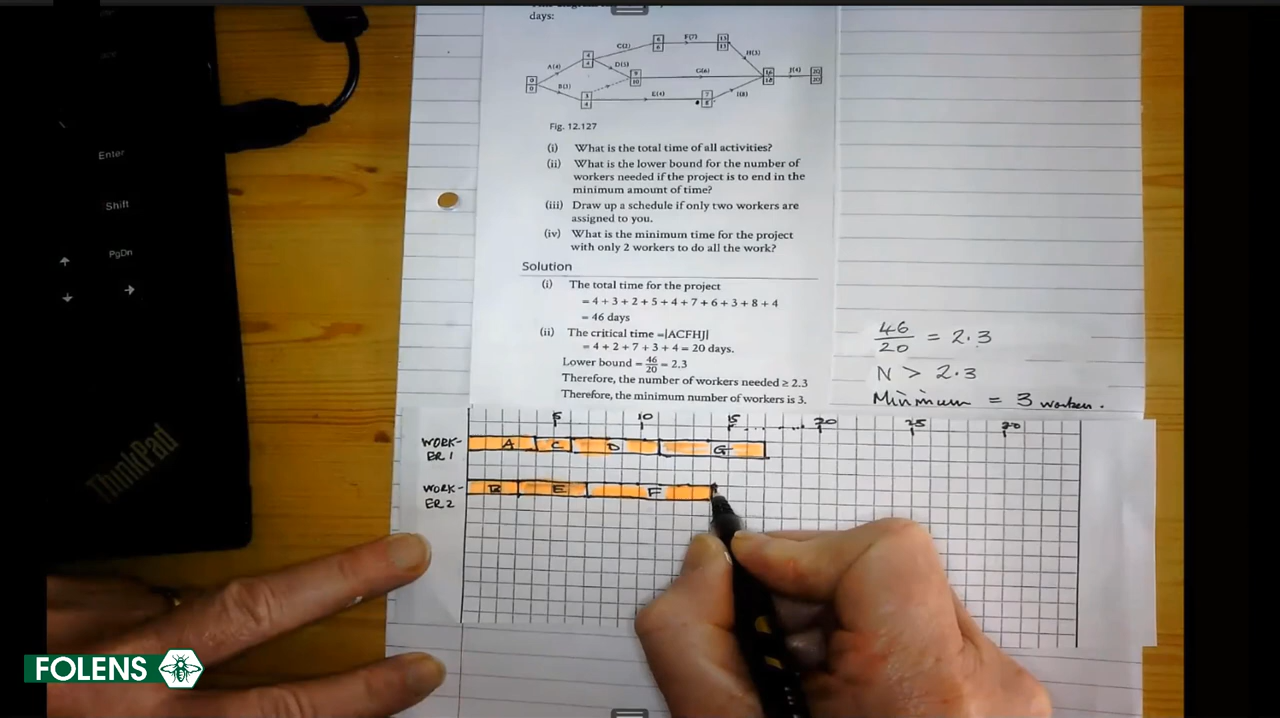 days:
A(4)
B(3)
C(2)
D(5)
E(4)
F(7)
G(6)
H(3)
I(8)
J(4)
Fig. 12.127
(i) What is the total time of all activities?
(ii) What is the lower bound for the number of
workers needed if the project is to end in the
minimum amount of time?
(iii) Draw up a schedule if only two workers are
assigned to you.
(iv) What is the minimum time for the project
with only 2 workers to do all the work?
Solution
(i) The total time for the project
= 4 + 3 + 2 + 5 + 4 + 7 + 6 + 3 + 8 + 4
= 46 days
(ii) The critical time =|ACFHJ|
= 4 + 2 + 7 + 3 + 4 = 20 days.
Lower bound = 46/20 = 2.3
Therefore, the number of workers needed ≥ 2.3
Therefore, the minimum number of workers is 3.
46/20 = 2.3
N > 2.3
Minimum = 3 workers.
5 10 15 20 25
WORK-
ER 1
A C D G
WORK-
ER 2
B E F
Enter
Shift
PgDn
ThinkPad
FOLENS